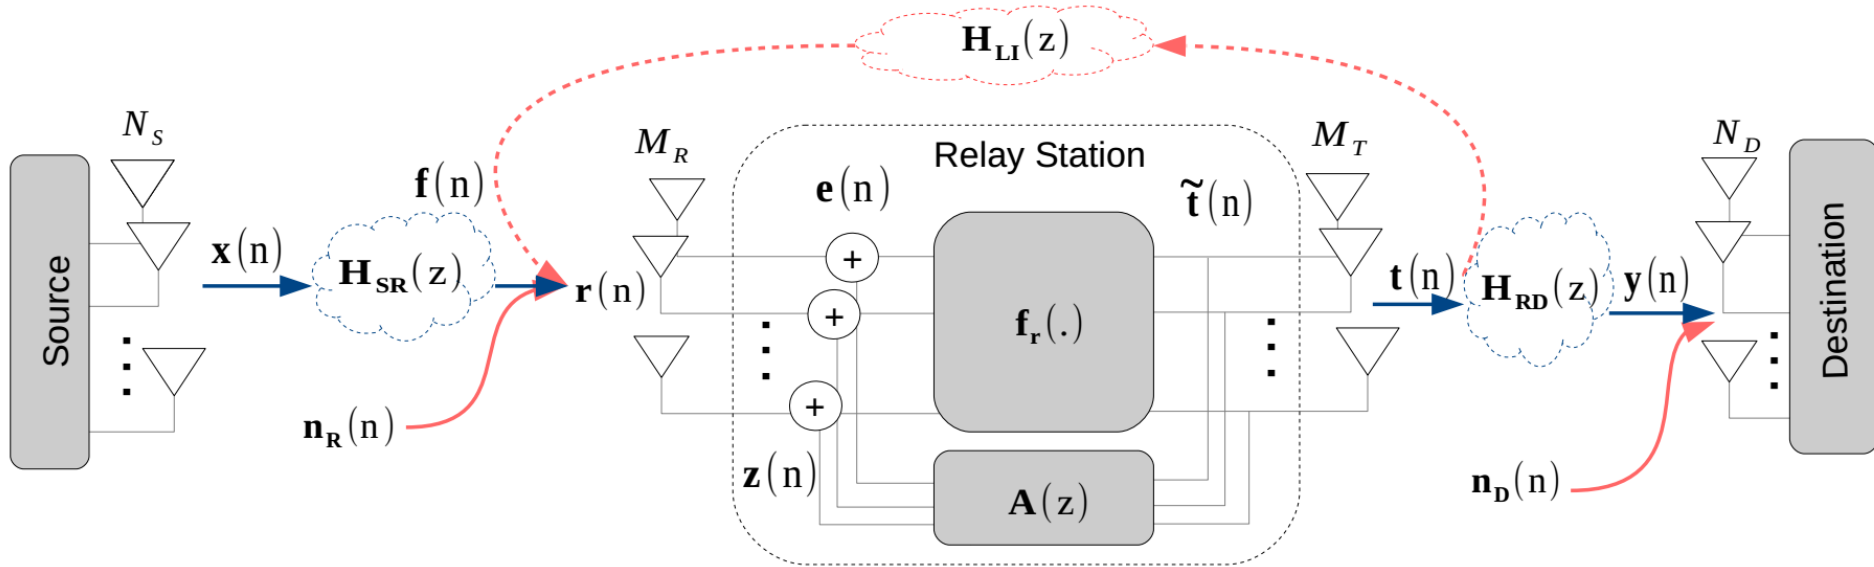 H_LI(z)
N_S
M_R
Relay Station
M_T
N_D
f(n)
e(n)
t̃(n)
Source
x(n)
H_SR(z)
r(n)
+
+
+
f_r(.)
t(n)
H_RD(z)
y(n)
Destination
n_R(n)
z(n)
A(z)
n_D(n)